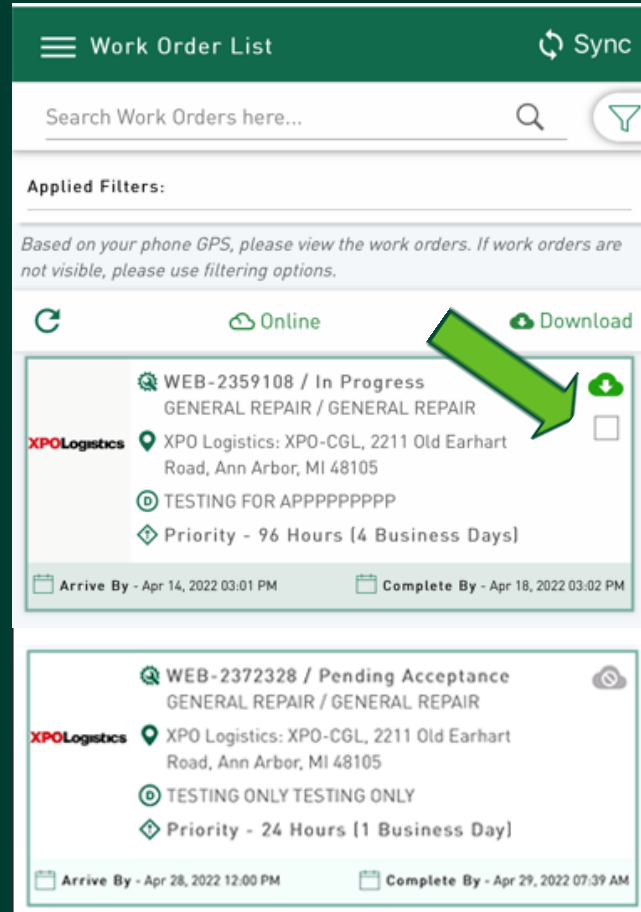 Work Order List
Sync
Search Work Orders here...
Applied Filters:
Based on your phone GPS, please view the work orders. If work orders are
not visible, please use filtering options.
Online
Download
WEB-2359108 / In Progress
GENERAL REPAIR / GENERAL REPAIR
XPOLogistics
XPO Logistics: XPO-CGL, 2211 Old Earhart
Road, Ann Arbor, MI 48105
D TESTING FOR APPPPPPPPP
Priority - 96 Hours (4 Business Days)
Arrive By - Apr 14, 2022 03:01 PM
Complete By - Apr 18, 2022 03:02 PM
WEB-2372328 / Pending Acceptance
GENERAL REPAIR / GENERAL REPAIR
XPOLogistics
XPO Logistics: XPO-CGL, 2211 Old Earhart
Road, Ann Arbor, MI 48105
D TESTING ONLY TESTING ONLY
Priority - 24 Hours (1 Business Day)
Arrive By - Apr 28, 2022 12:00 PM
Complete By - Apr 29, 2022 07:39 AM